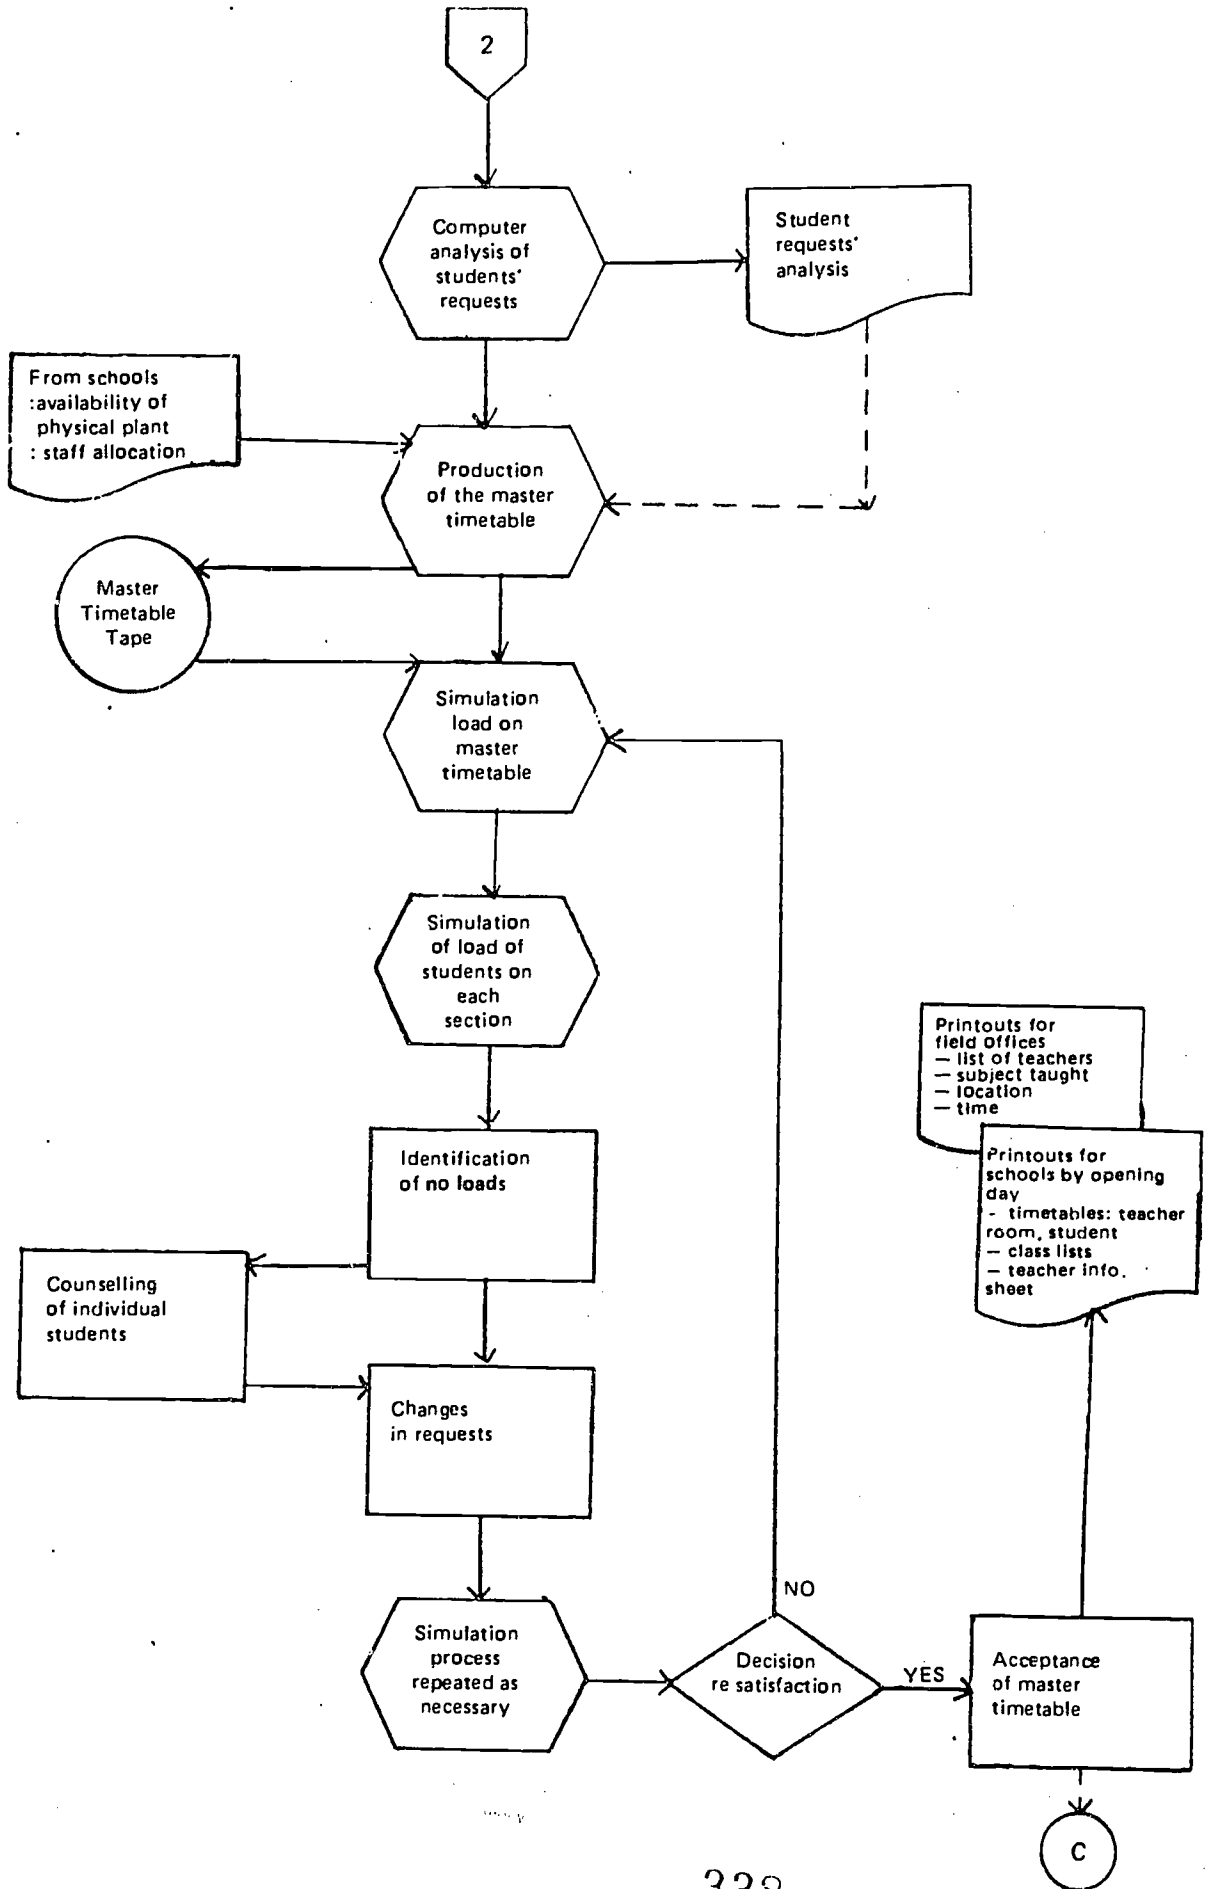 2
Computer
analysis of
students'
requests
Student
requests'
analysis
From schools
:availability of
physical plant
: staff allocation
Production
of the master
timetable
Master
Timetable
Tape
Simulation
load on
master
timetable
Simulation
of load of
students on
each
section
Printouts for
field offices
— list of teachers
— subject taught
— location
— time
Identification
of no loads
Printouts for
schools by opening
day
- timetables: teacher
room, student
— class lists
— teacher info.
sheet
Counselling
of individual
students
Changes
in requests
NO
Simulation
process
repeated as
necessary
Decision
re satisfaction
YES
Acceptance
of master
timetable
C